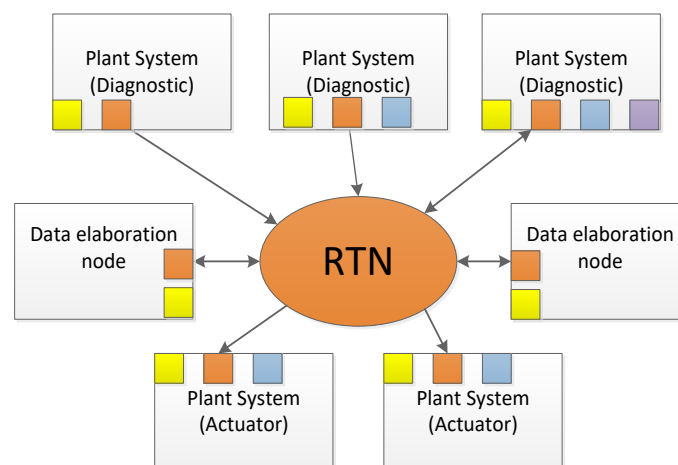 Plant System
(Diagnostic)
Plant System
(Diagnostic)
Plant System
(Diagnostic)
Data elaboration
node
RTN
Data elaboration
node
Plant System
(Actuator)
Plant System
(Actuator)